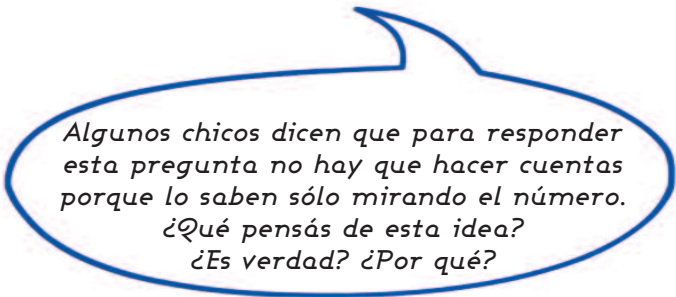 Algunos chicos dicen que para responder
esta pregunta no hay que hacer cuentas
porque lo saben sólo mirando el número.
¿Qué pensás de esta idea?
¿Es verdad? ¿Por qué?